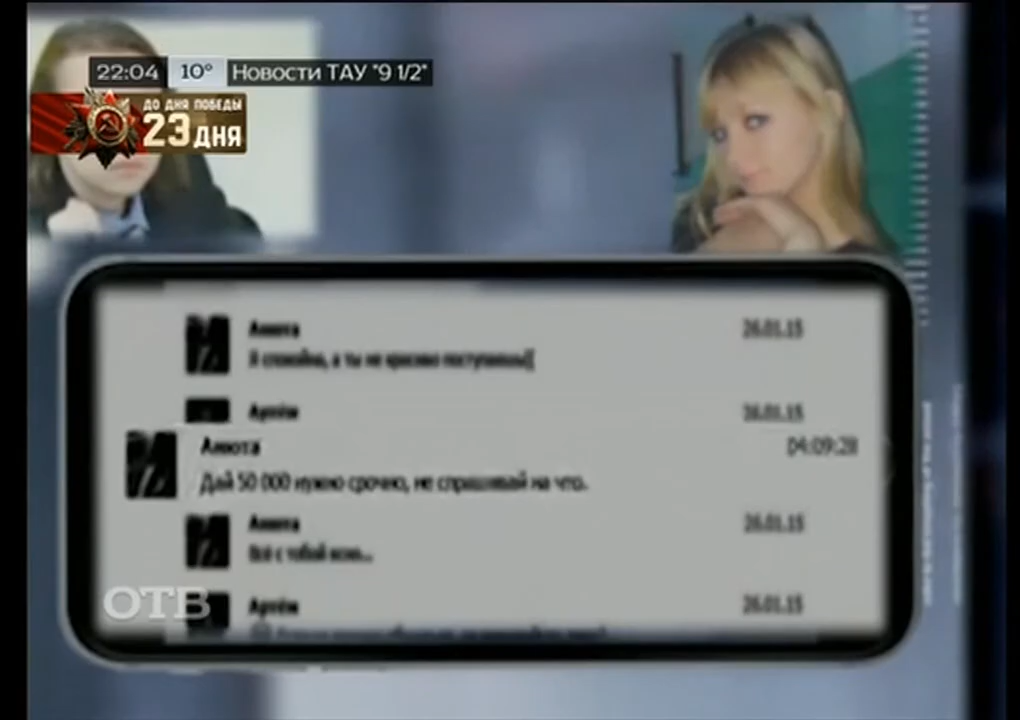 22:04 10° Новости ТАУ "9 1/2"
ДО ДНЯ ПОБЕДЫ
23 ДНЯ
Анюта 26.01.15
Я спокойна, а ты не красиво поступаешь(
Артём 26.01.15
Анюта 04:09:28
Дай 50 000 нужно срочно, не спрашивай на что.
Анюта 26.01.15
Всё с тобой ясно...
Артём 26.01.15
ОТВ